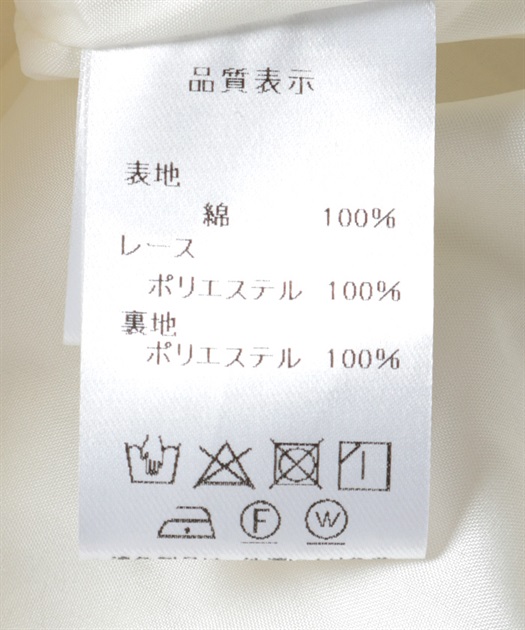 品質表示
表地
綿 100%
レース
ポリエステル 100%
裏地
ポリエステル 100%
F W